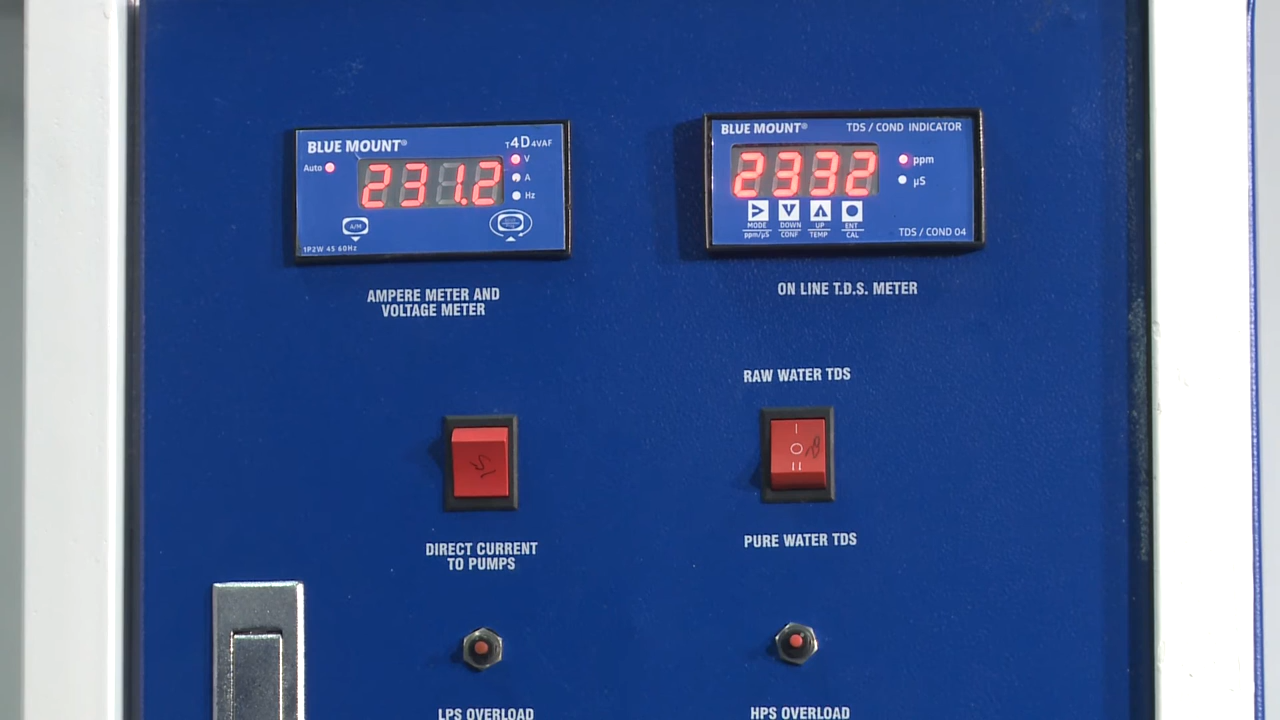 BLUE MOUNT®
T4D4VAF
Auto
231.2
V
A
Hz
A/M
1P2W 45 60Hz
AMPERE METER AND
VOLTAGE METER
BLUE MOUNT®
TDS / COND INDICATOR
2332
ppm
µS
MODE DOWN UP ENT
ppm/µS CONF TEMP CAL
TDS / COND 04
ON LINE T.D.S. METER
RAW WATER TDS
I
O
II
DIRECT CURRENT
TO PUMPS
PURE WATER TDS
LPS OVERLOAD
HPS OVERLOAD